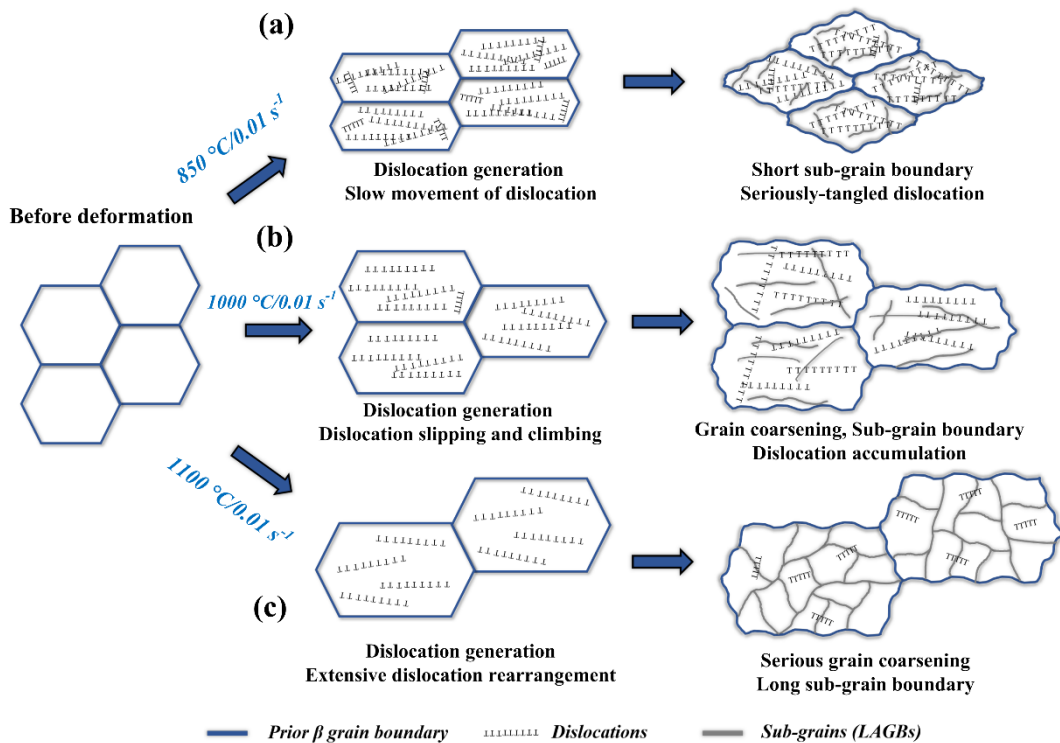 (a)
850 °C/0.01 s⁻¹
Dislocation generation
Slow movement of dislocation
Short sub-grain boundary
Seriously-tangled dislocation
Before deformation
(b)
1000 °C/0.01 s⁻¹
Dislocation generation
Dislocation slipping and climbing
Grain coarsening, Sub-grain boundary
Dislocation accumulation
1100 °C/0.01 s⁻¹
(c)
Dislocation generation
Extensive dislocation rearrangement
Serious grain coarsening
Long sub-grain boundary
Prior β grain boundary
Dislocations
Sub-grains (LAGBs)